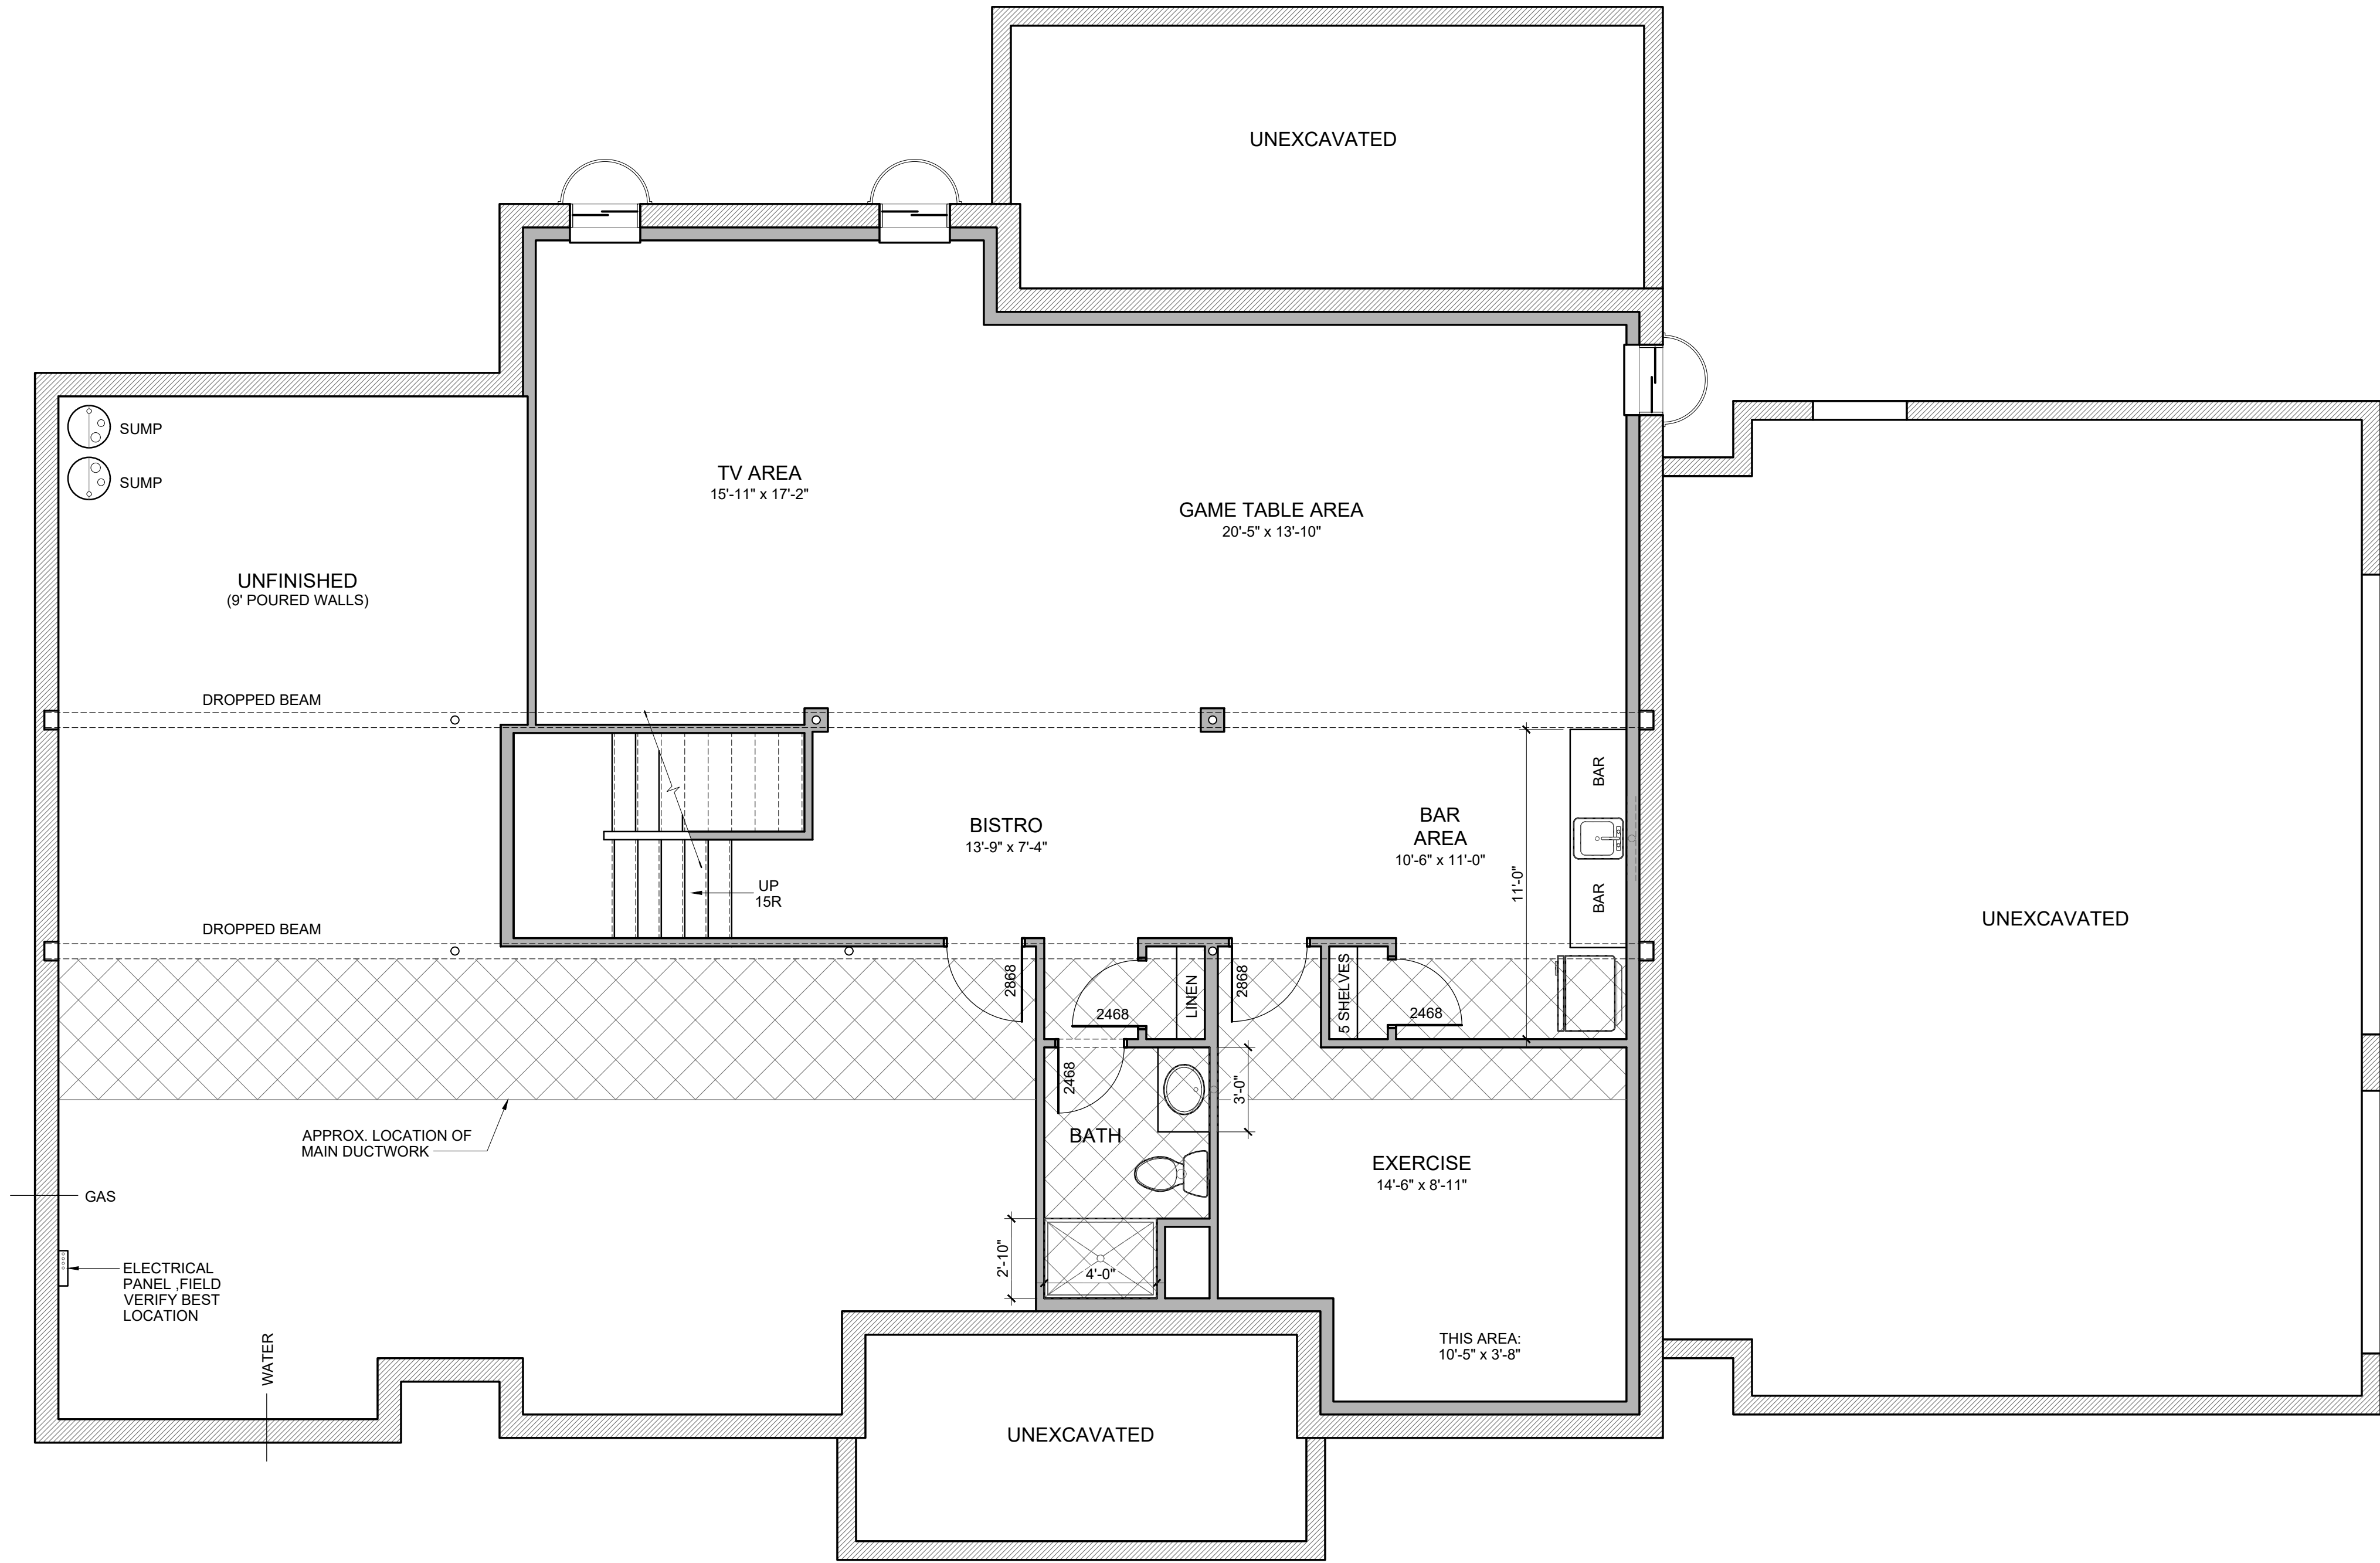 UNEXCAVATED
SUMP
SUMP
TV AREA
15'-11" x 17'-2"
GAME TABLE AREA
20'-5" x 13'-10"
UNFINISHED
(9' POURED WALLS)
DROPPED BEAM
BAR
BISTRO
13'-9" x 7'-4"
BAR
AREA
10'-6" x 11'-0"
11'-0"
BAR
UP
15R
UNEXCAVATED
DROPPED BEAM
2868
2468
LINEN
2868
5 SHELVES
2468
2468
3'-0"
APPROX. LOCATION OF
MAIN DUCTWORK
BATH
EXERCISE
14'-6" x 8'-11"
GAS
2'-10"
4'-0"
ELECTRICAL
PANEL ,FIELD
VERIFY BEST
LOCATION
WATER
THIS AREA:
10'-5" x 3'-8"
UNEXCAVATED